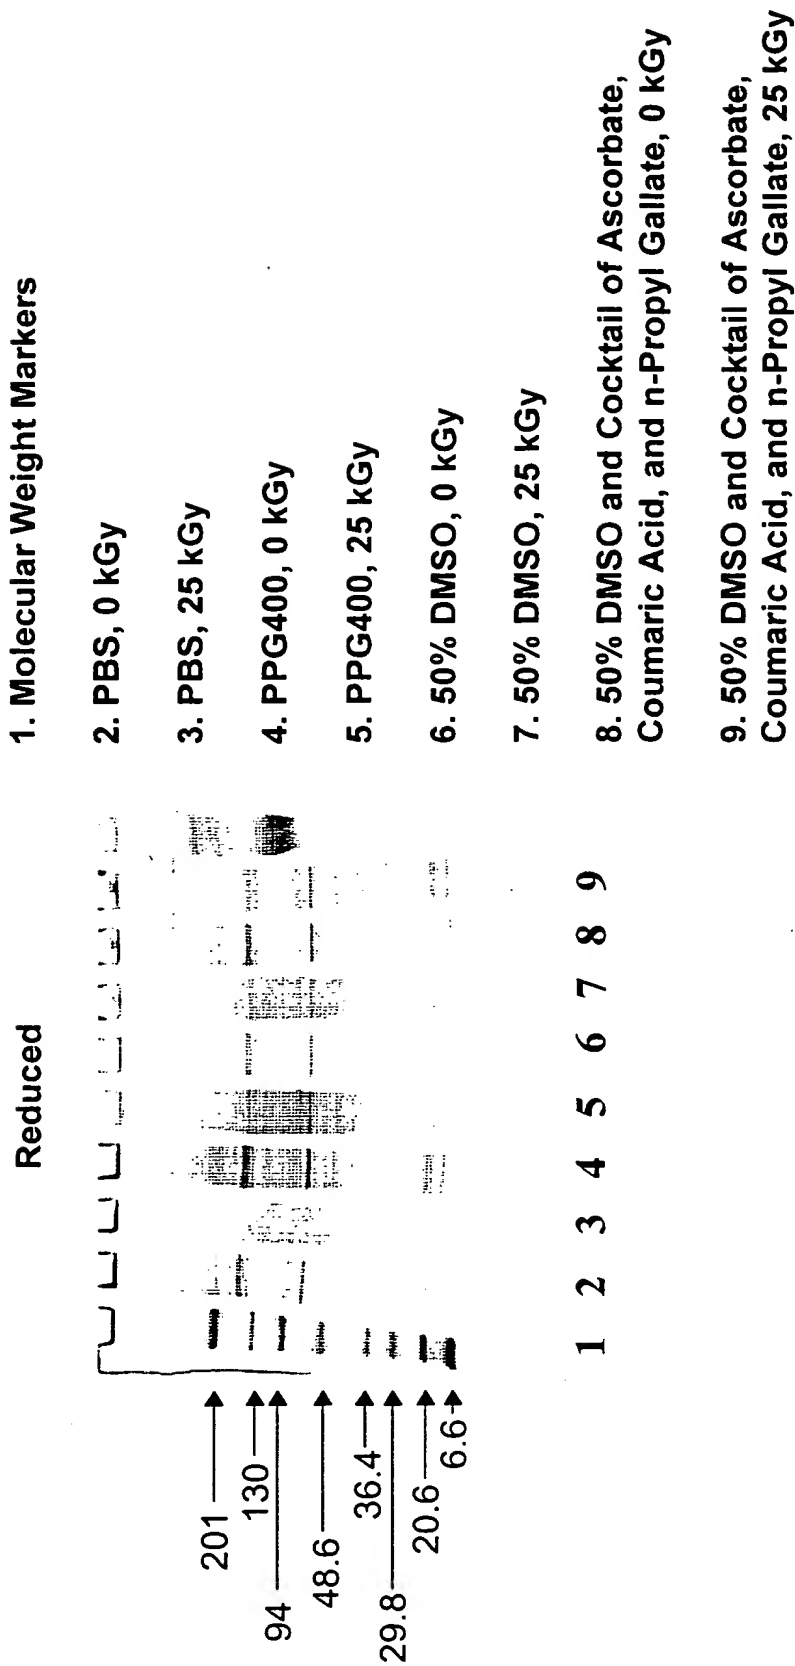 Reduced
201
130
94
48.6
36.4
29.8
20.6
6.6
1 2 3 4 5 6 7 8 9
1. Molecular Weight Markers
2. PBS, 0 kGy
3. PBS, 25 kGy
4. PPG400, 0 kGy
5. PPG400, 25 kGy
6. 50% DMSO, 0 kGy
7. 50% DMSO, 25 kGy
8. 50% DMSO and Cocktail of Ascorbate,
Coumaric Acid, and n-Propyl Gallate, 0 kGy
9. 50% DMSO and Cocktail of Ascorbate,
Coumaric Acid, and n-Propyl Gallate, 25 kGy